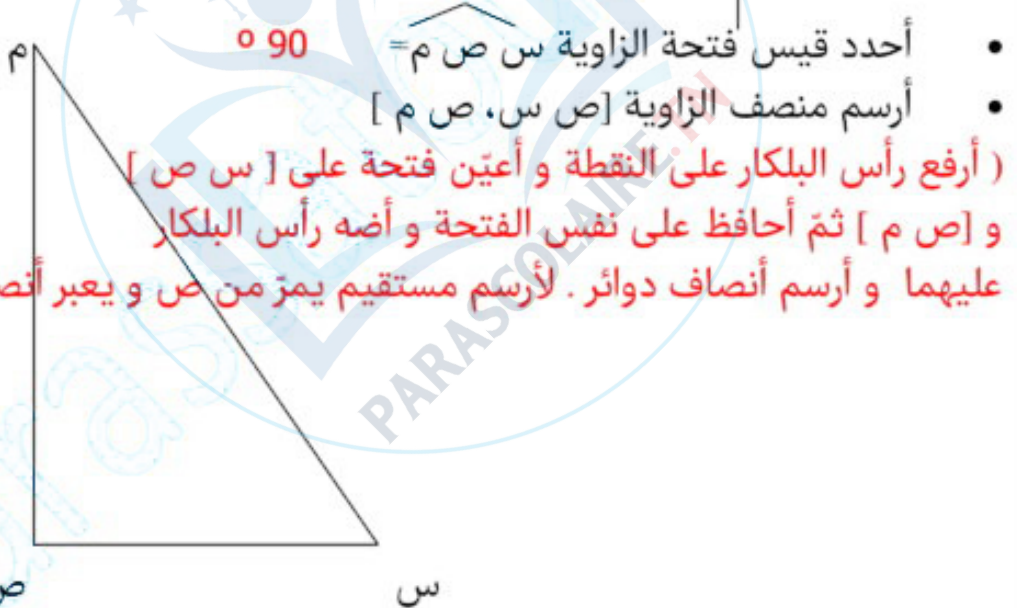 • أحدد قيس فتحة الزاوية س ص م= 90 º
م
• أرسم منصف الزاوية [ص س، ص م ]
( أرفع رأس البلكار على النقطة و أعيّن فتحة على [ س ص ]
و [ص م ] ثمّ أحافظ على نفس الفتحة و أضه رأس البلكار
عليهما و أرسم أنصاف دوائر . لأرسم مستقيم يمرّ من ص و يعبر أنص
PARASCOLAIRE.
ص
س